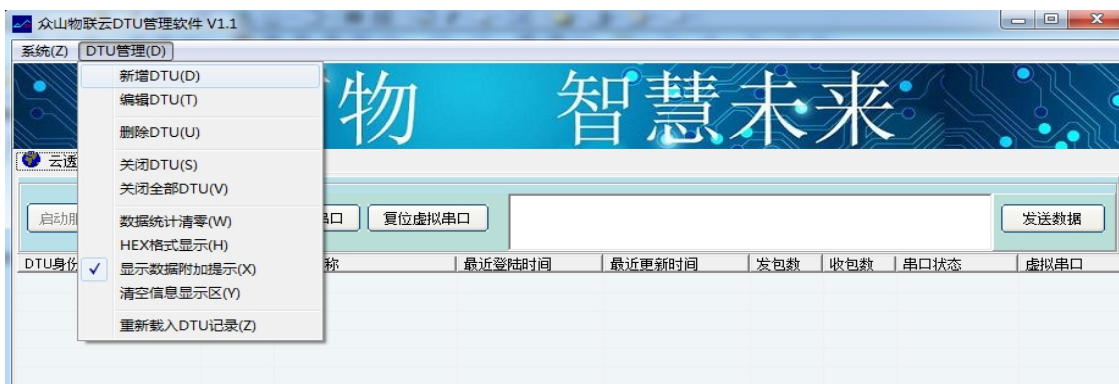 众山物联云DTU管理软件 V1.1
系统(Z) DTU管理(D)
新增DTU(D)
编辑DTU(T)
删除DTU(U)
关闭DTU(S)
关闭全部DTU(V)
数据统计清零(W)
HEX格式显示(H)
显示数据附加提示(X)
清空信息显示区(Y)
重新载入DTU记录(Z)
物 智慧未来
云透
启动 串口 复位虚拟串口 发送数据
DTU身份 称 最近登陆时间 最近更新时间 发包数 收包数 串口状态 虚拟串口